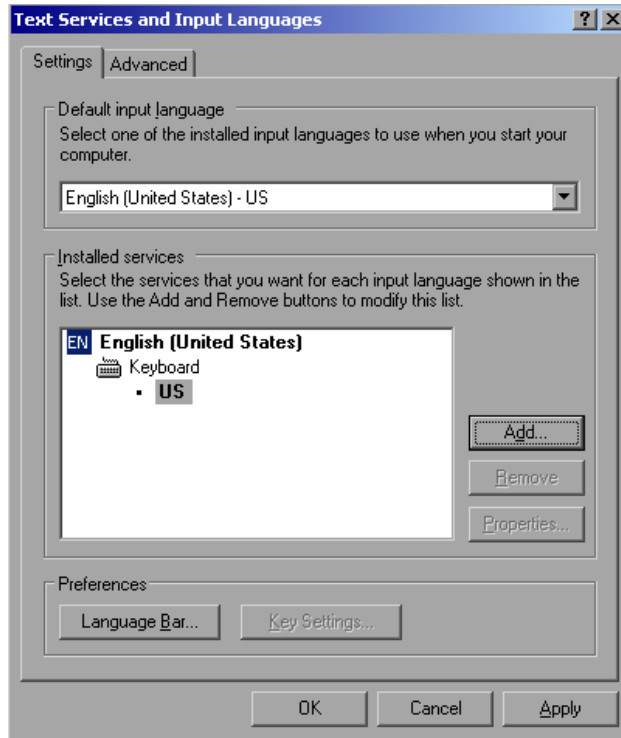 Text Services and Input Languages
Settings
Advanced
Default input language
Select one of the installed input languages to use when you start your
computer.
English (United States) - US
Installed services
Select the services that you want for each input language shown in the
list. Use the Add and Remove buttons to modify this list.
EN English (United States)
Keyboard
• US
Add...
Remove
Properties...
Preferences
Language Bar...
Key Settings...
OK
Cancel
Apply